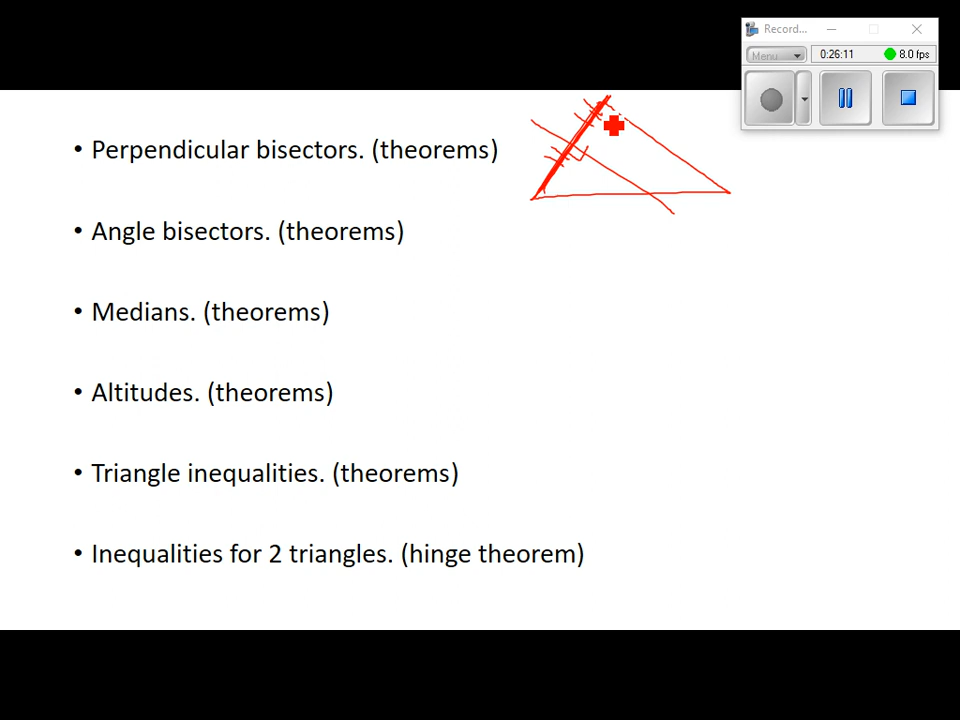 Record...
Menu
0:26:11
8.0 fps
• Perpendicular bisectors. (theorems)
• Angle bisectors. (theorems)
• Medians. (theorems)
• Altitudes. (theorems)
• Triangle inequalities. (theorems)
• Inequalities for 2 triangles. (hinge theorem)